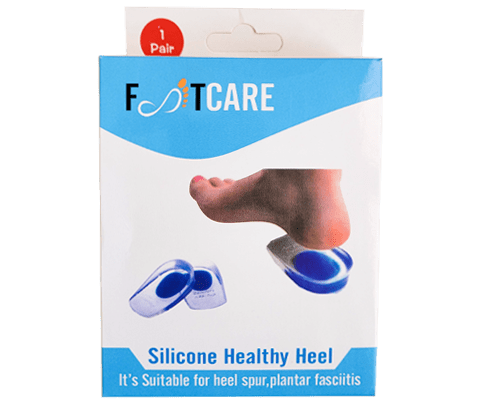 1
Pair
FOOTCARE
Silicone Healthy Heel
It's Suitable for heel spur,plantar fasciitis